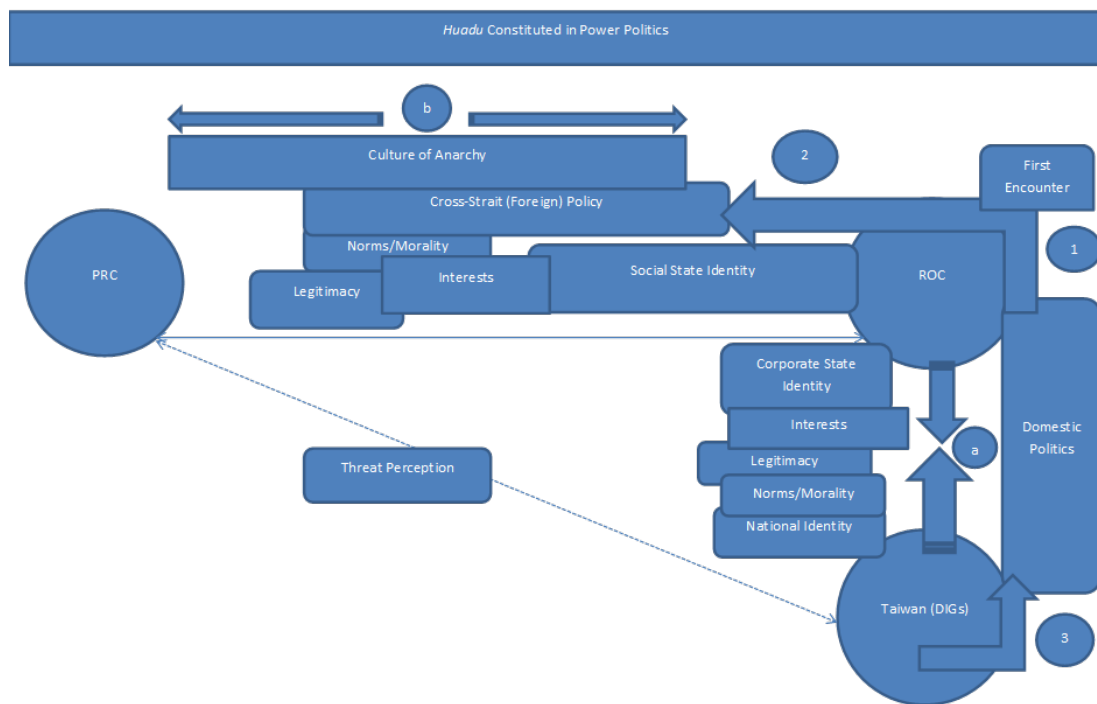 Huadu Constituted in Power Politics
b
Culture of Anarchy
2
First
Encounter
Cross-Strait (Foreign) Policy
Norms/Morality
1
PRC
Interests
Social State Identity
ROC
Legitimacy
Corporate State
Identity
Interests
Domestic
Politics
a
Legitimacy
Threat Perception
Norms/Morality
National Identity
Taiwan (DIGs)
3